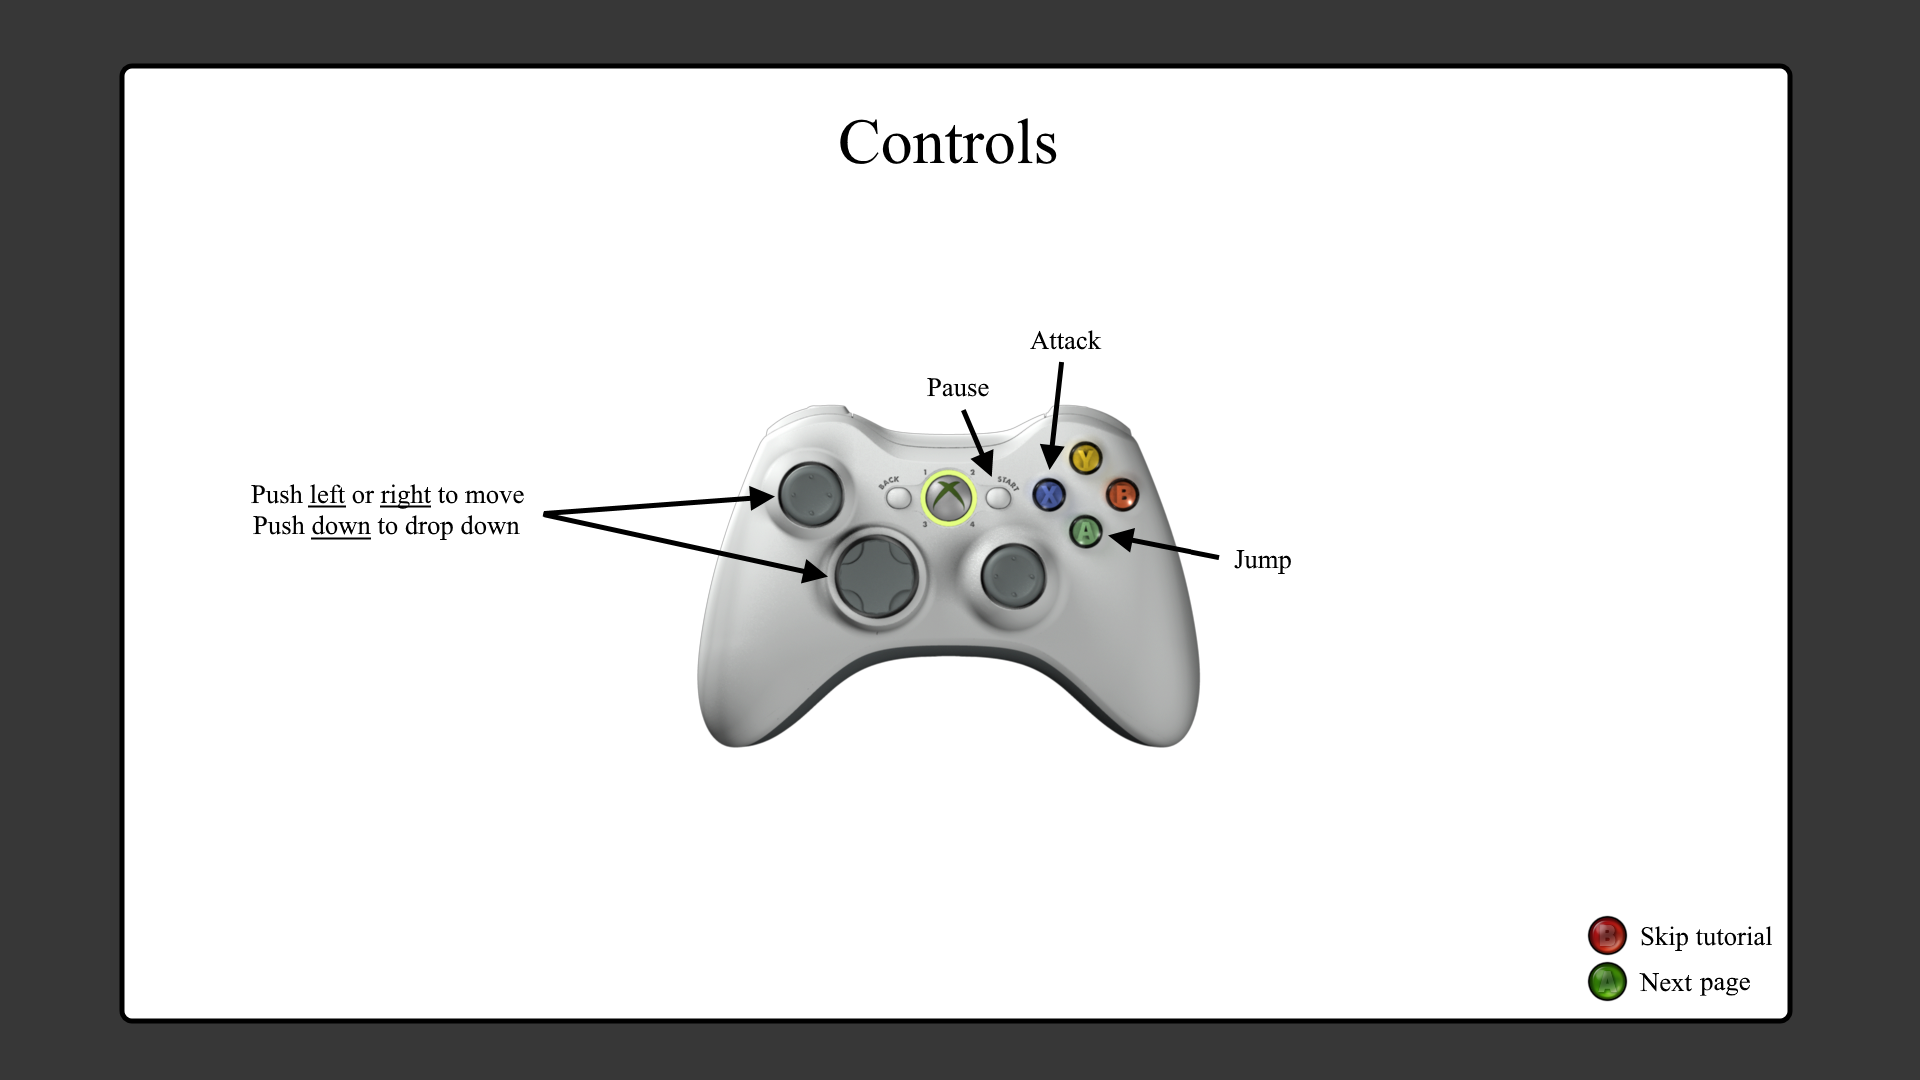 Controls
Attack
Pause
Push left or right to move
Push down to drop down
BACK
1
2
3
4
START
Y
X
B
A
Jump
B Skip tutorial
A Next page